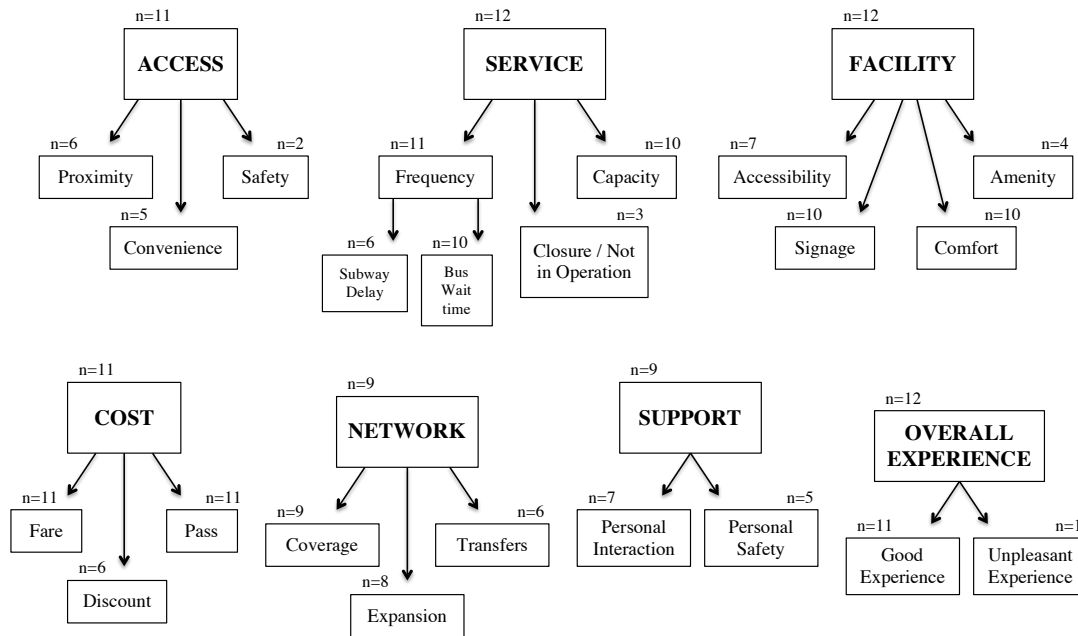 n=11
ACCESS
n=6
Proximity
n=5
Convenience
n=2
Safety
n=12
SERVICE
n=11
Frequency
n=6
Subway
Delay
n=10
Bus
Wait
time
n=3
Closure / Not
in Operation
n=10
Capacity
n=12
FACILITY
n=7
Accessibility
n=10
Signage
n=10
Comfort
n=4
Amenity
n=11
COST
n=11
Fare
n=6
Discount
n=11
Pass
n=9
NETWORK
n=9
Coverage
n=8
Expansion
n=6
Transfers
n=9
SUPPORT
n=7
Personal
Interaction
n=5
Personal
Safety
n=12
OVERALL
EXPERIENCE
n=11
Good
Experience
n=1
Unpleasant
Experience